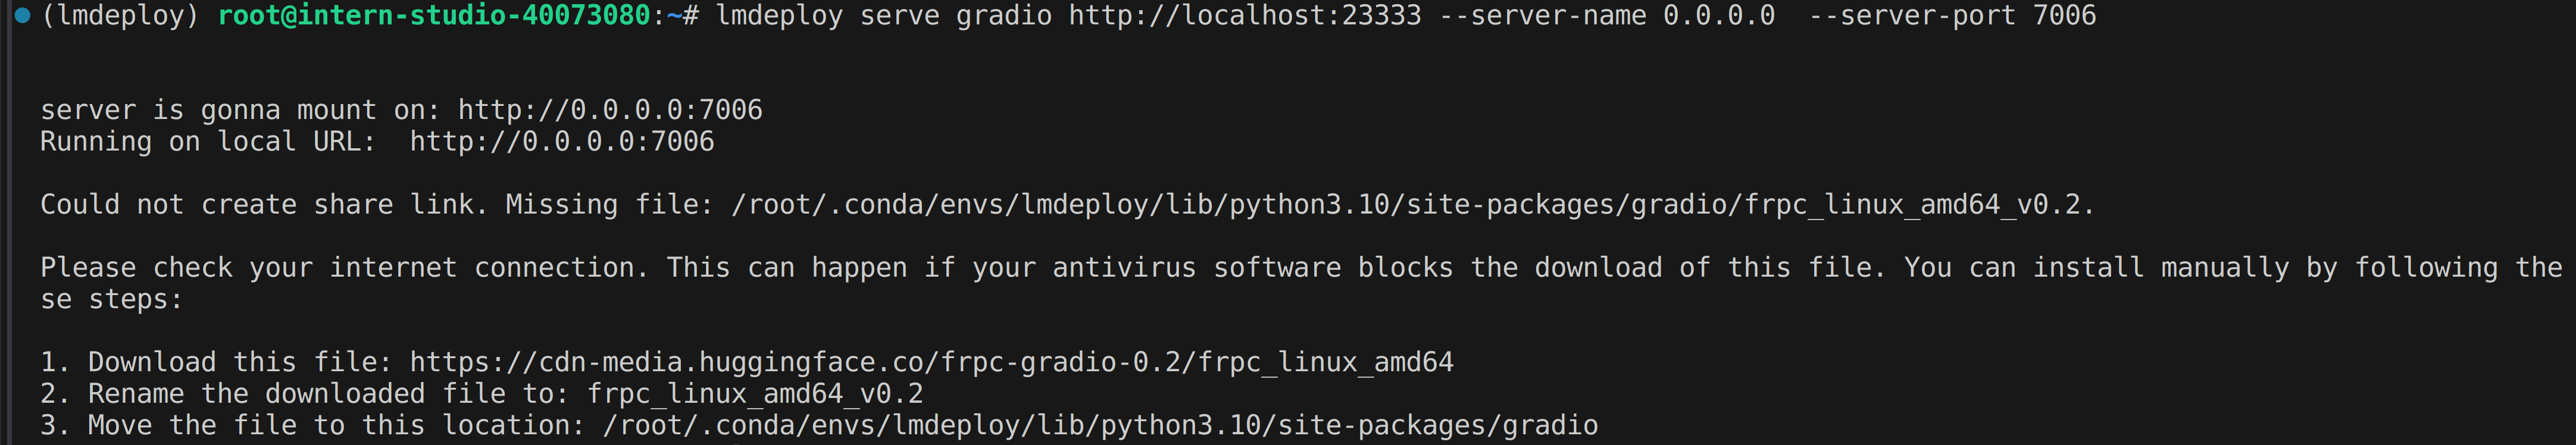 (lmdeploy) root@intern-studio-40073080:~# lmdeploy serve gradio http://localhost:23333 --server-name 0.0.0.0  --server-port 7006
server is gonna mount on: http://0.0.0.0:7006
Running on local URL:  http://0.0.0.0:7006
Could not create share link. Missing file: /root/.conda/envs/lmdeploy/lib/python3.10/site-packages/gradio/frpc_linux_amd64_v0.2.
Please check your internet connection. This can happen if your antivirus software blocks the download of this file. You can install manually by following the
se steps:
1. Download this file: https://cdn-media.huggingface.co/frpc-gradio-0.2/frpc_linux_amd64
2. Rename the downloaded file to: frpc_linux_amd64_v0.2
3. Move the file to this location: /root/.conda/envs/lmdeploy/lib/python3.10/site-packages/gradio